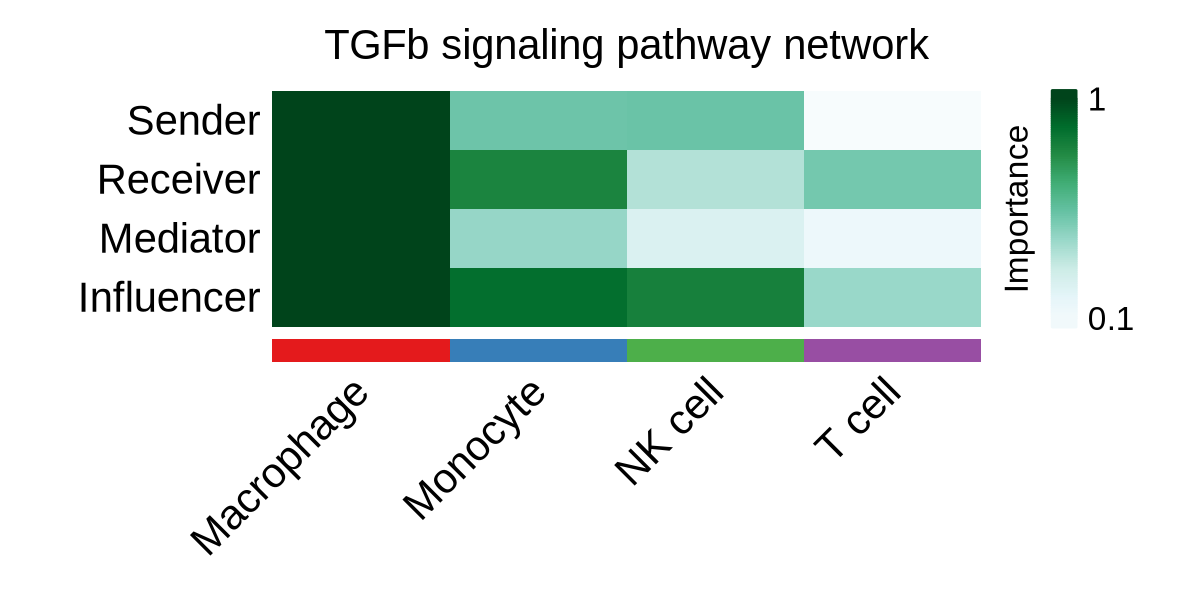 TGFb signaling pathway network
Sender
Receiver
Mediator
Influencer
Macrophage
Monocyte
NK cell
T cell
Importance
1
0.1